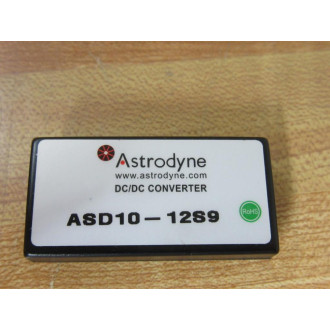 Astrodyne
www.astrodyne.com
DC/DC CONVERTER
ASD10-12S9
RoHS